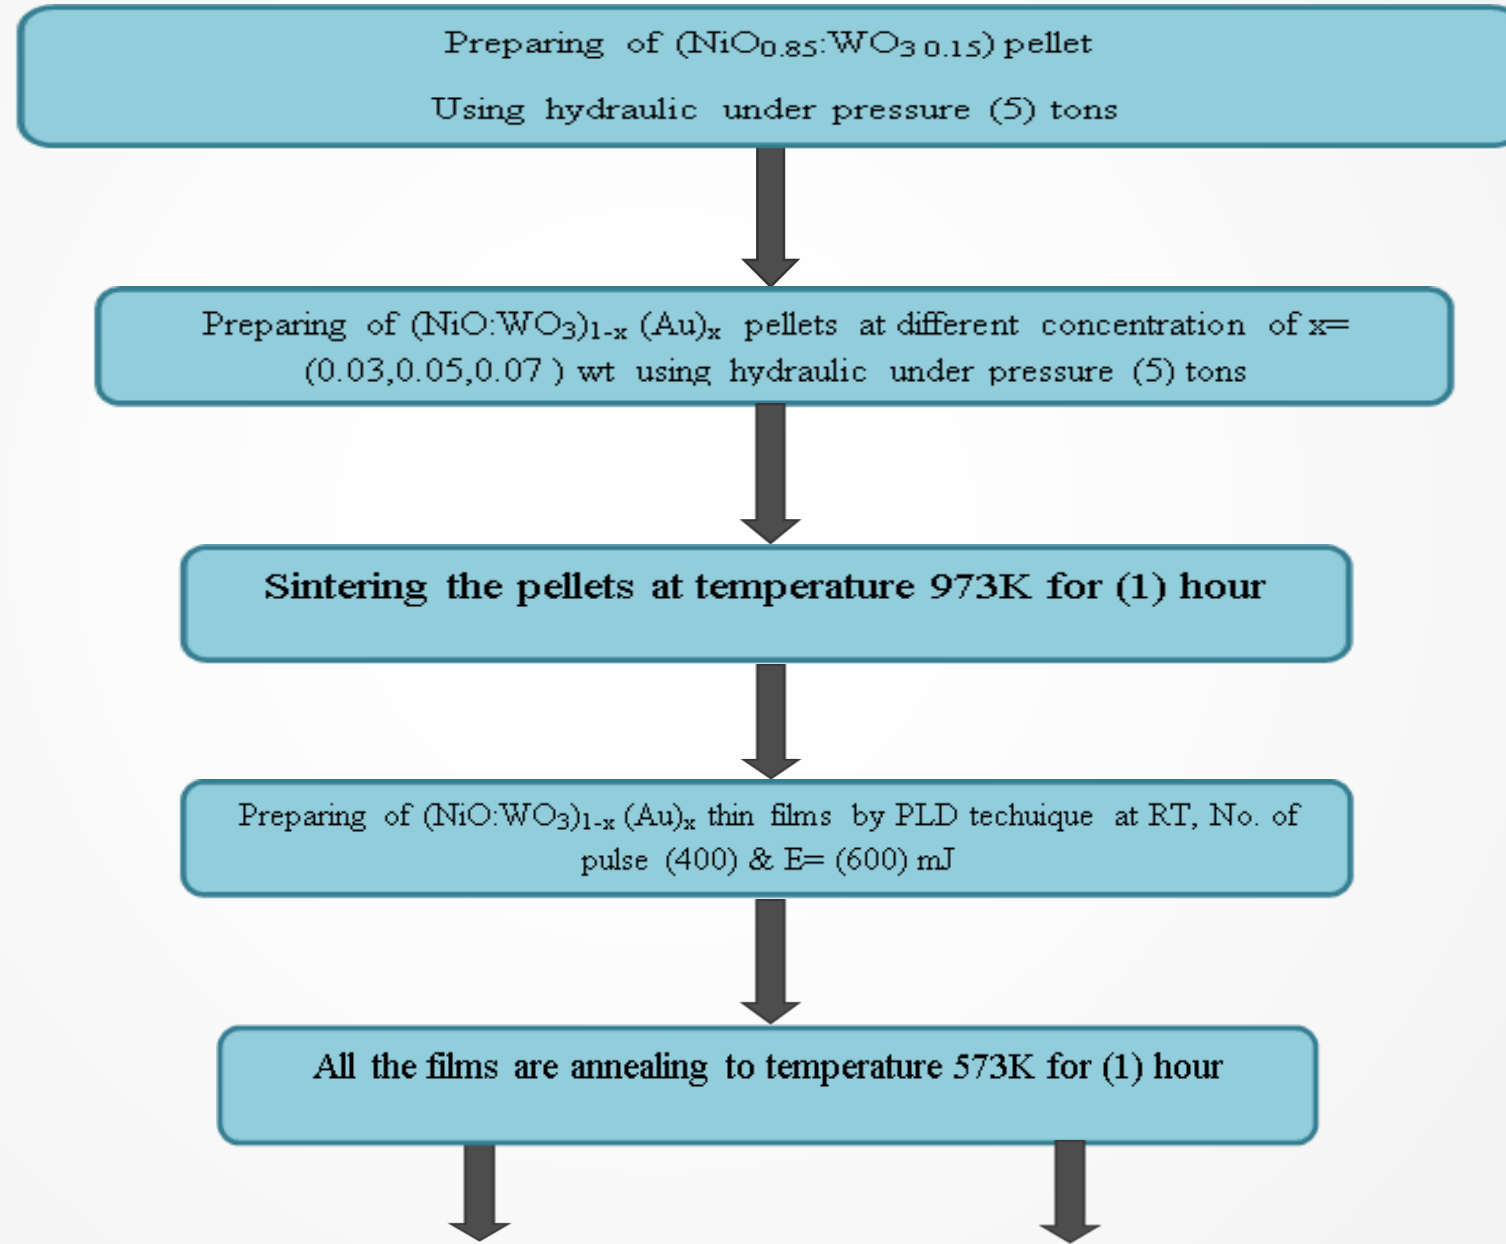 Preparing of (NiO0.85:WO3 0.15) pellet
Using hydraulic under pressure (5) tons
Preparing of (NiO:WO3)1-x (Au)x pellets at different concentration of x=
(0.03,0.05,0.07 ) wt using hydraulic under pressure (5) tons
Sintering the pellets at temperature 973K for (1) hour
Preparing of (NiO:WO3)1-x (Au)x thin films by PLD techuique at RT, No. of
pulse (400) & E= (600) mJ
All the films are annealing to temperature 573K for (1) hour